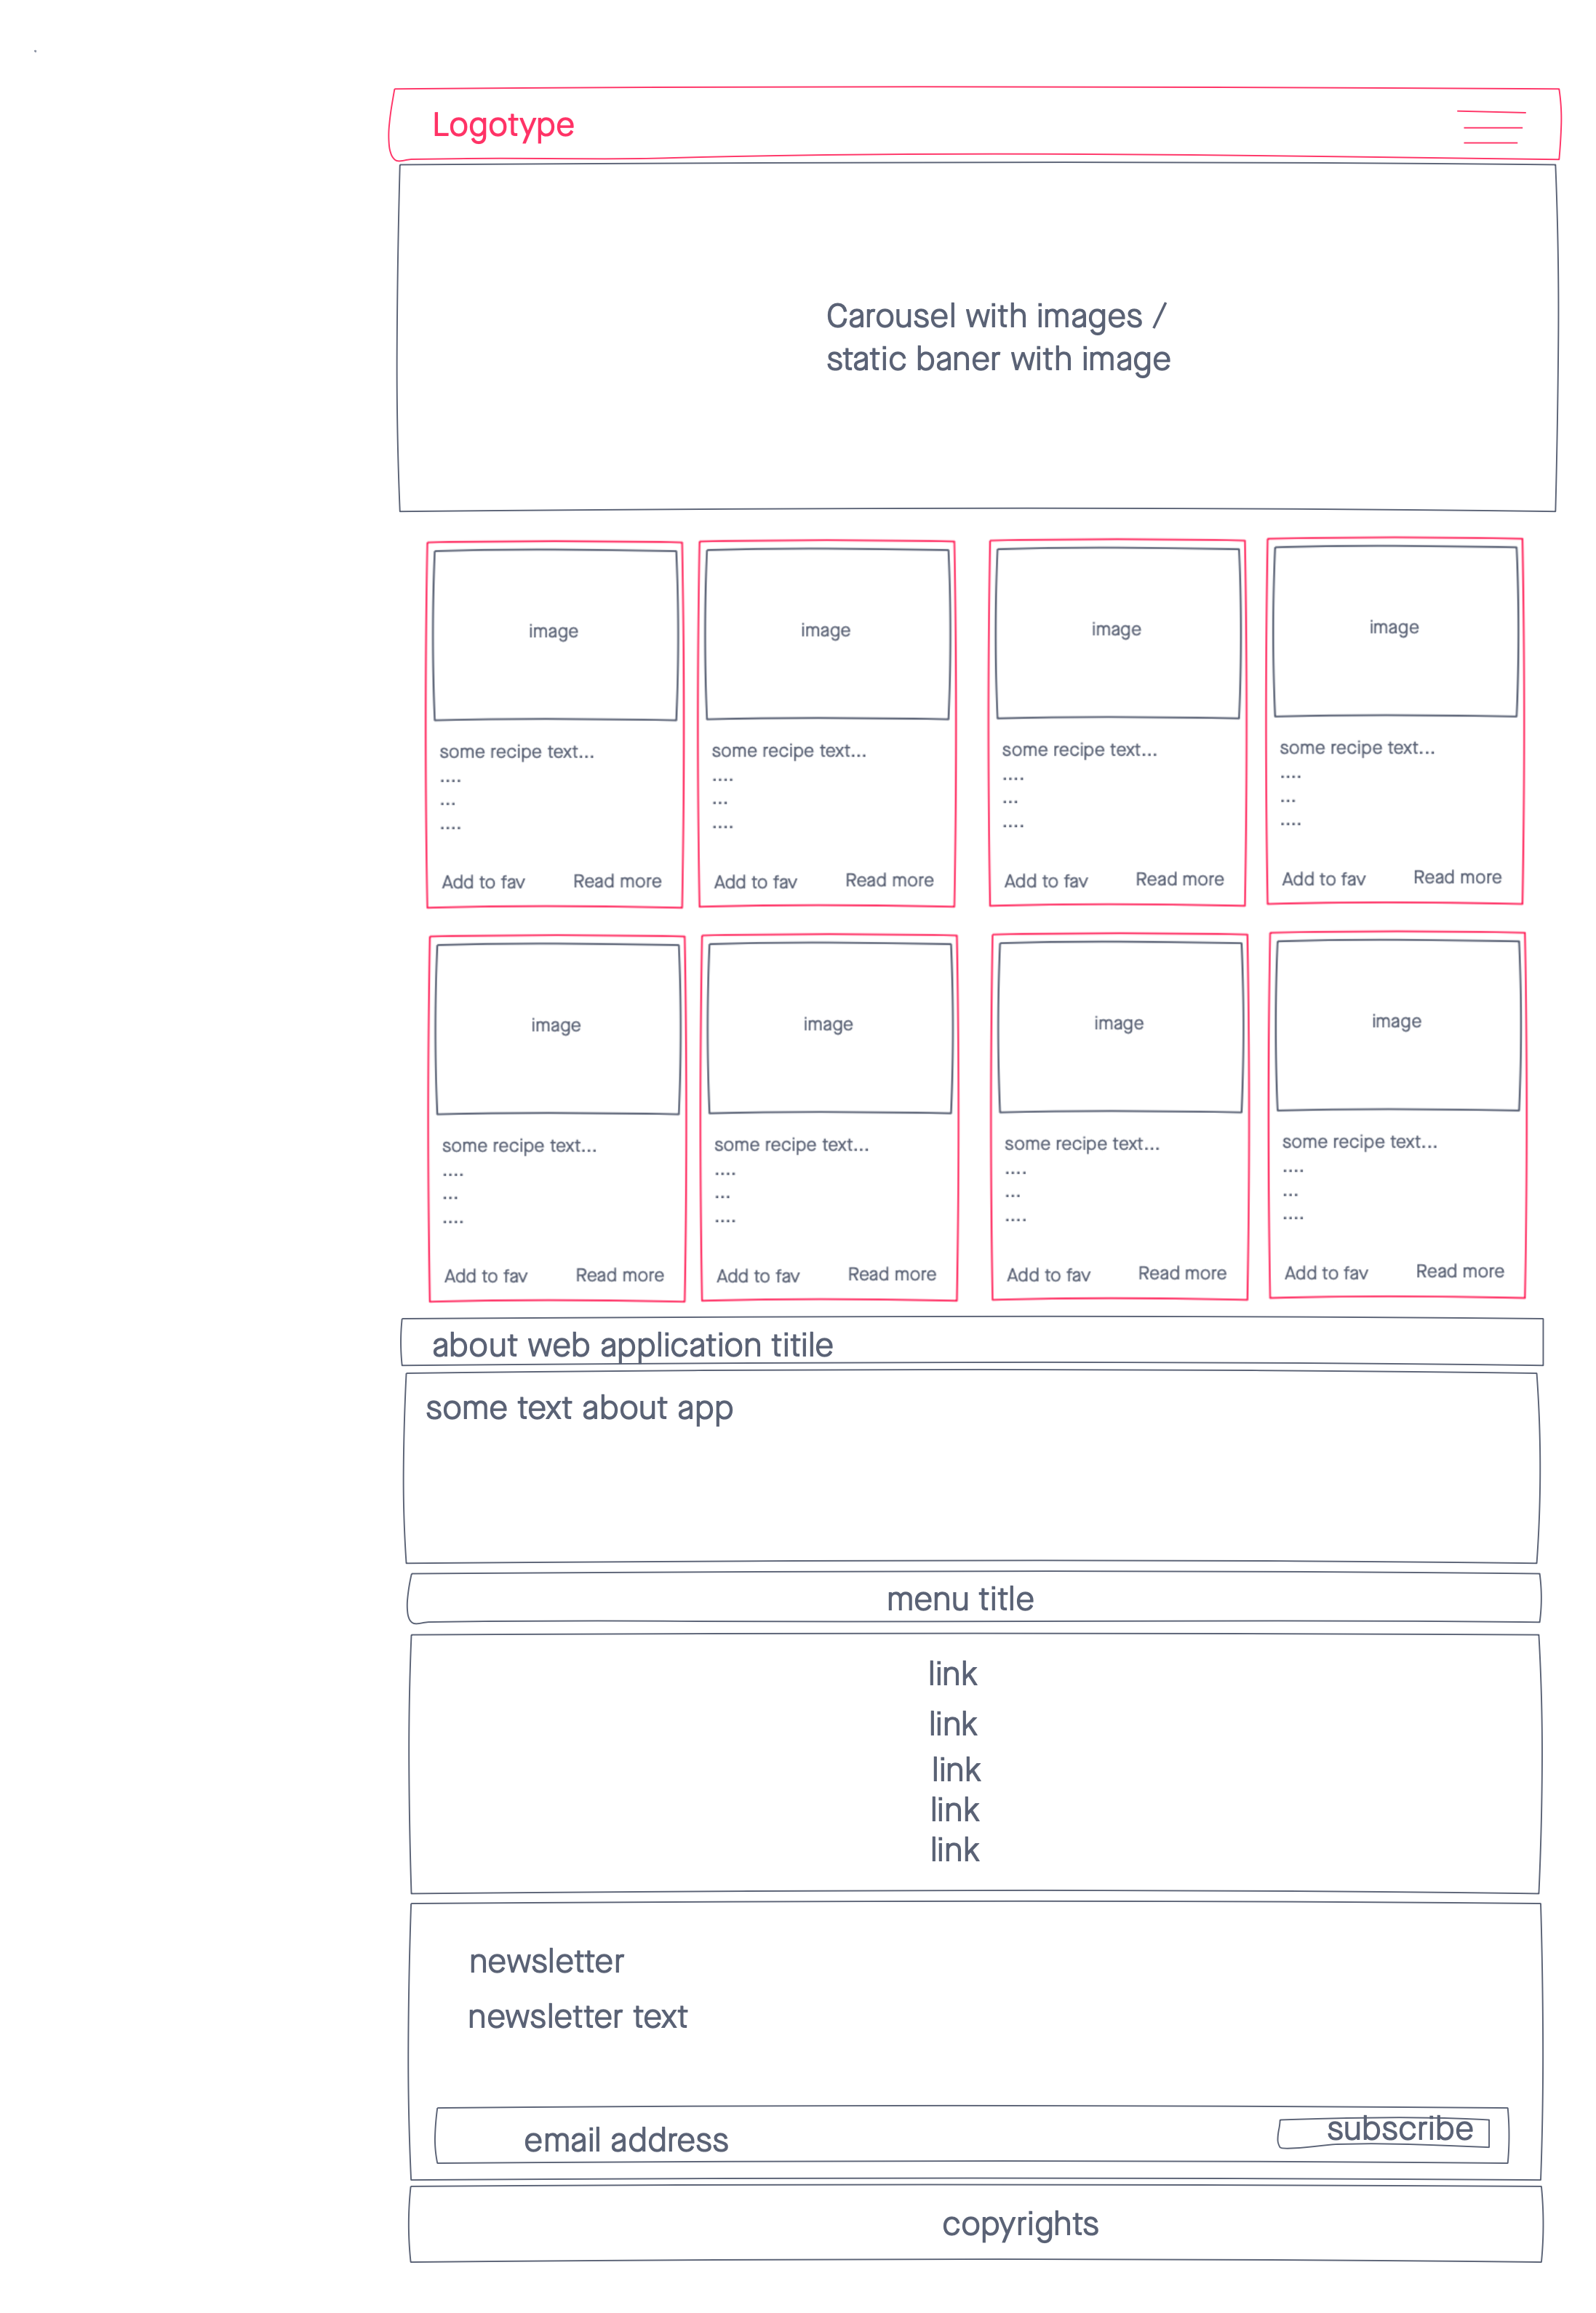 Logotype
Carousel with images /
static baner with image
image
image
image
image
some recipe text...
....
...
....
some recipe text...
....
...
....
some recipe text...
....
...
....
some recipe text...
....
...
....
Add to fav
Read more
Add to fav
Read more
Add to fav
Read more
Add to fav
Read more
image
image
image
image
some recipe text...
....
...
....
some recipe text...
....
...
....
some recipe text...
....
...
....
some recipe text...
....
...
....
Add to fav
Read more
Add to fav
Read more
Add to fav
Read more
Add to fav
Read more
about web application titile
some text about app
menu title
link
link
link
link
link
newsletter
newsletter text
email address
subscribe
copyrights